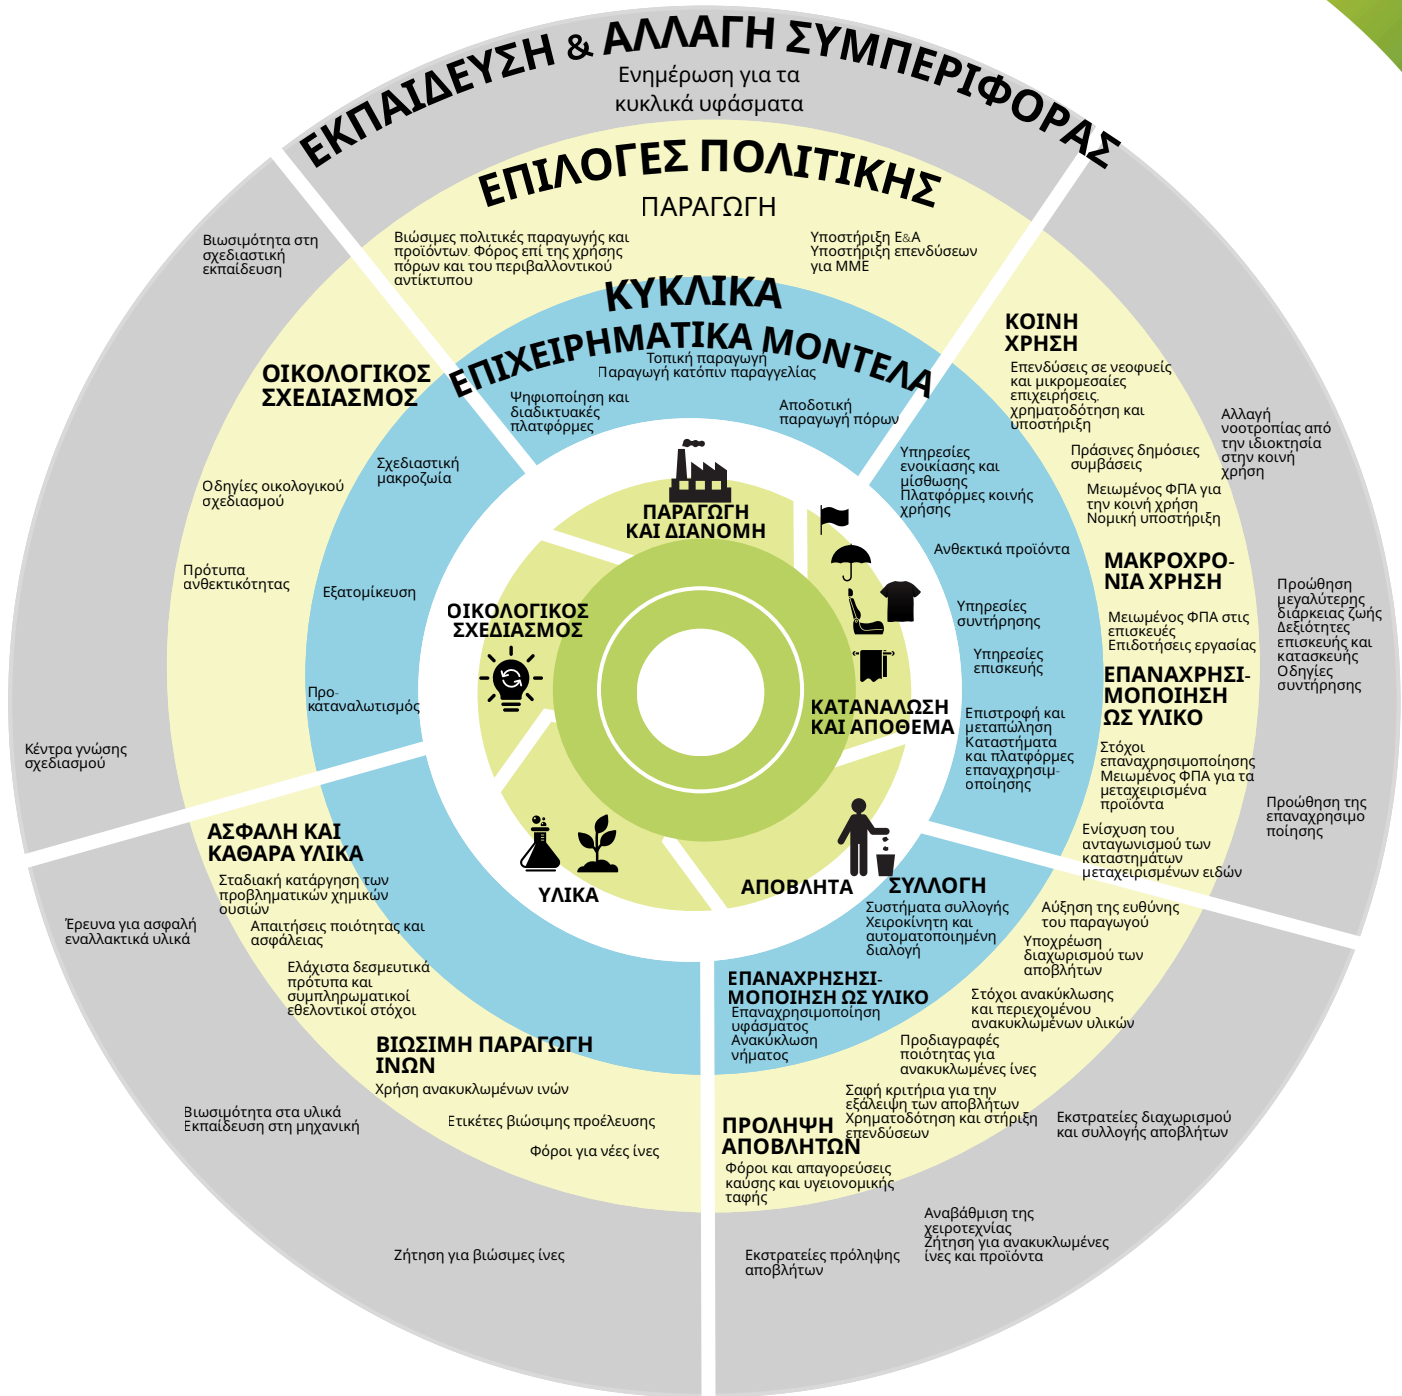 ΕΚΠΑΙΔΕΥΣΗ & ΑΛΛΑΓΗ ΣΥΜΠΕΡΙΦΟΡΑΣ
Ενημέρωση για τα
κυκλικά υφάσματα
ΕΠΙΛΟΓΕΣ ΠΟΛΙΤΙΚΗΣ
ΠΑΡΑΓΩΓΗ
Βιώσιμες πολιτικές παραγωγής και
προϊόντων. Φόρος επί της χρήσης
πόρων και του περιβαλλοντικού
αντίκτυπου
Υποστήριξη Ε&Α
Υποστήριξη επενδύσεων
για ΜΜΕ
ΚΥΚΛΙΚΑ
ΕΠΙΧΕΙΡΗΜΑΤΙΚΑ ΜΟΝΤΕΛΑ
Τοπική παραγωγή
Παραγωγή κατόπιν παραγγελίας
Ψηφιοποίηση και
διαδικτυακές
πλατφόρμες
Αποδοτική
παραγωγή πόρων
ΠΑΡΑΓΩΓΗ
ΚΑΙ ΔΙΑΝΟΜΗ
ΚΟΙΝΗ
ΧΡΗΣΗ
Επενδύσεις σε νεοφυείς
και μικρομεσαίες
επιχειρήσεις,
χρηματοδότηση και
υποστήριξη
Πράσινες δημόσιες
συμβάσεις
Μειωμένος ΦΠΑ για
την κοινή χρήση
Νομική υποστήριξη
Αλλαγή
νοοτροπίας από
την ιδιοκτησία
στην κοινή
χρήση
Υπηρεσίες
ενοικίασης και
μίσθωσης
Πλατφόρμες κοινής
χρήσης
Ανθεκτικά προϊόντα
Υπηρεσίες
συντήρησης
Υπηρεσίες
επισκευής
Επιστροφή και
μεταπώληση
Καταστήματα
και πλατφόρμες
επαναχρησιμ-
οποίησης
ΜΑΚΡΟΧΡΟ-
ΝΙΑ ΧΡΗΣΗ
Μειωμένος ΦΠΑ στις
επισκευές
Επιδοτήσεις εργασίας
Προώθηση
μεγαλύτερης
διάρκειας ζωής
Δεξιότητες
επισκευής και
κατασκευής
Οδηγίες
συντήρησης
ΕΠΑΝΑΧΡΗΣΙ-
ΜΟΠΟΙΗΣΗ
ΩΣ ΥΛΙΚΟ
Στόχοι
επαναχρησιμοποίησης
Μειωμένος ΦΠΑ για τα
μεταχειρισμένα
προϊόντα
Ενίσχυση του
ανταγωνισμού των
καταστημάτων
μεταχειρισμένων ειδών
Προώθηση της
επαναχρησιμο
ποίησης
ΚΑΤΑΝΑΛΩΣΗ
ΚΑΙ ΑΠΟΘΕΜΑ
ΑΠΟΒΛΗΤΑ
ΣΥΛΛΟΓΗ
Συστήματα συλλογής
Χειροκίνητη και
αυτοματοποιημένη
διαλογή
ΕΠΑΝΑΧΡΗΣΗΣΙ-
ΜΟΠΟΙΗΣΗ ΩΣ ΥΛΙΚΟ
Επαναχρησιμοποίηση
υφάσματος
Ανακύκλωση
νήματος
Αύξηση της ευθύνης
του παραγωγού
Υποχρέωση
διαχωρισμού των
αποβλήτων
Στόχοι ανακύκλωσης
και περιεχομένου
ανακυκλωμένων υλικών
Προδιαγραφές
ποιότητας για
ανακυκλωμένες ίνες
Σαφή κριτήρια για την
εξάλειψη των αποβλήτων
Χρηματοδότηση και στήριξη
επενδύσεων
ΠΡΟΛΗΨΗ
ΑΠΟΒΛΗΤΩΝ
Φόροι και απαγορεύσεις
καύσης και υγειονομικής
ταφής
Εκστρατείες διαχωρισμού
και συλλογής αποβλήτων
Αναβάθμιση της
χειροτεχνίας
Ζήτηση για ανακυκλωμένες
ίνες και προϊόντα
Εκστρατείες πρόληψης
αποβλήτων
ΥΛΙΚΑ
ΑΣΦΑΛΗ ΚΑΙ
ΚΑΘΑΡΑ ΥΛΙΚΑ
Σταδιακή κατάργηση των
προβληματικών χημικών
ουσιών
Απαιτήσεις ποιότητας και
ασφάλειας
Ελάχιστα δεσμευτικά
πρότυπα και
συμπληρωματικοί
εθελοντικοί στόχοι
ΒΙΩΣΙΜΗ ΠΑΡΑΓΩΓΗ
ΙΝΩΝ
Χρήση ανακυκλωμένων ινών
Ετικέτες βιώσιμης προέλευσης
Φόροι για νέες ίνες
Έρευνα για ασφαλή
εναλλακτικά υλικά
Βιωσιμότητα στα υλικά
Εκπαίδευση στη μηχανική
Ζήτηση για βιώσιμες ίνες
ΟΙΚΟΛΟΓΙΚΟΣ
ΣΧΕΔΙΑΣΜΟΣ
Βιωσιμότητα στη
σχεδιαστική
εκπαίδευση
ΟΙΚΟΛΟΓΙΚΟΣ
ΣΧΕΔΙΑΣΜΟΣ
Οδηγίες οικολογικού
σχεδιασμού
Πρότυπα
ανθεκτικότητας
Σχεδιαστική
μακροζωία
Εξατομίκευση
Προ-
καταναλωτισμός
Κέντρα γνώσης
σχεδιασμού